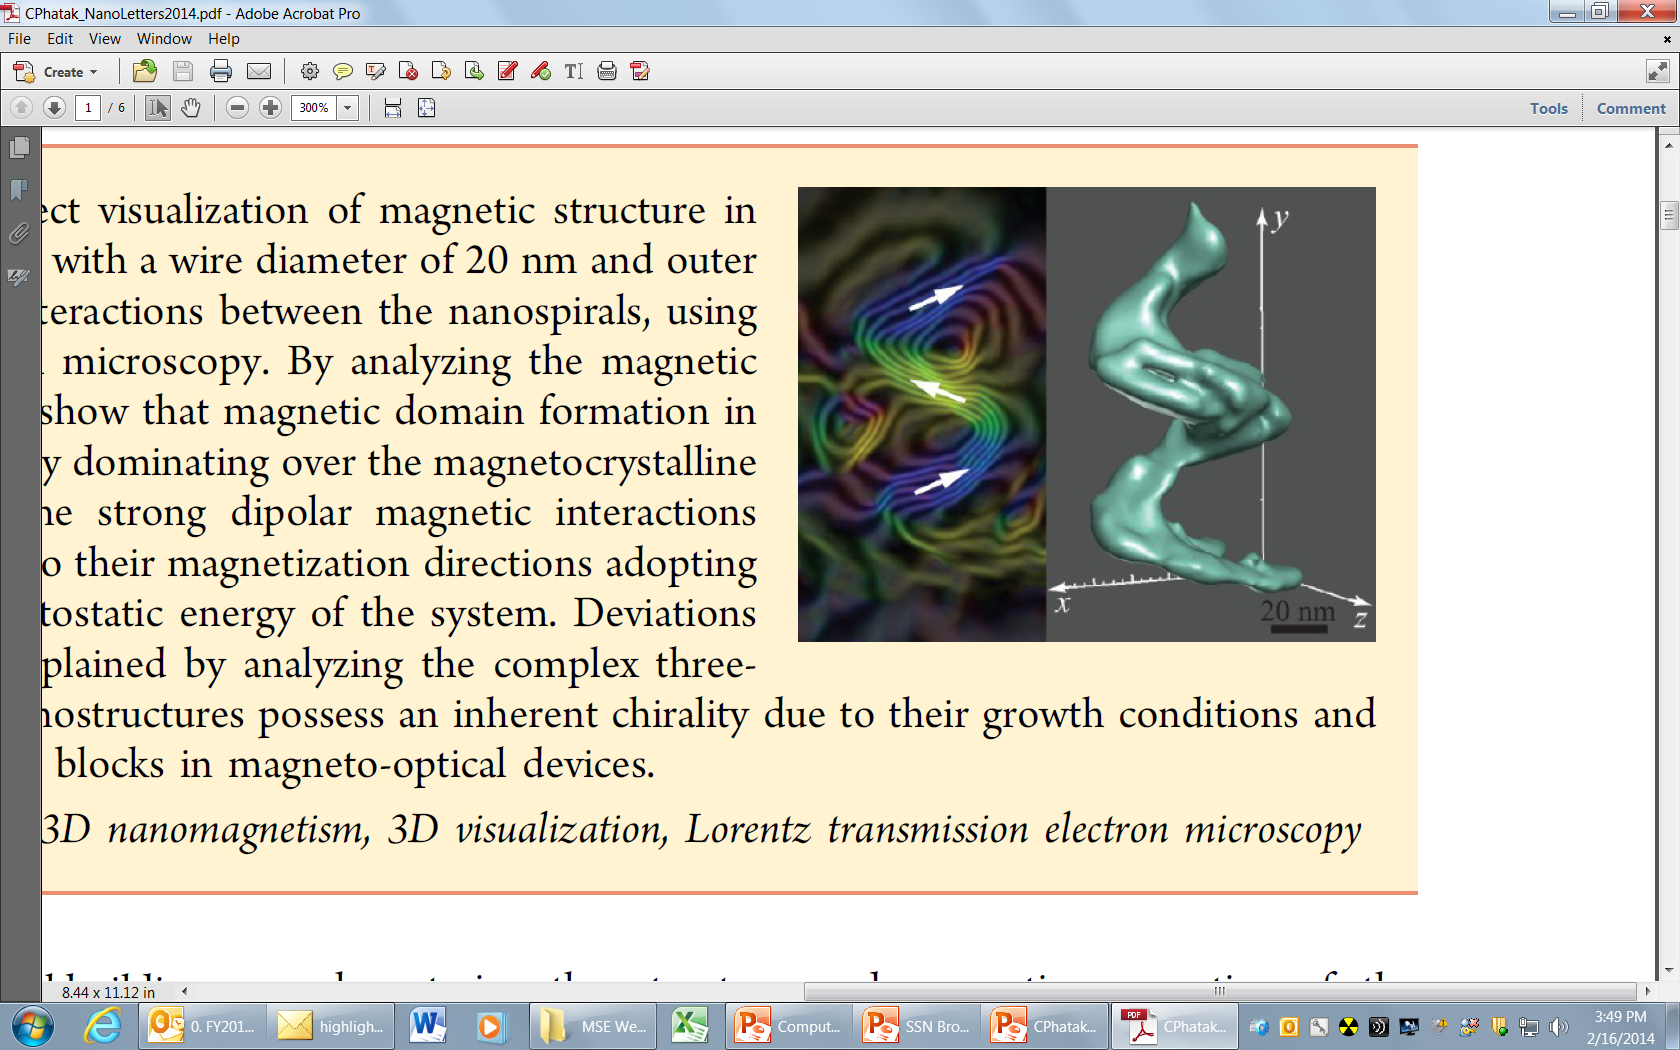 CPhatak_NanoLetters2014.pdf - Adobe Acrobat Pro
File Edit View Window Help
Create
1 / 6 300% Tools Comment
ect visualization of magnetic structure in
with a wire diameter of 20 nm and outer
teractions between the nanospirals, using
microscopy. By analyzing the magnetic
show that magnetic domain formation in
y dominating over the magnetocrystalline
he strong dipolar magnetic interactions
o their magnetization directions adopting
tostatic energy of the system. Deviations
plained by analyzing the complex three-
nostructures possess an inherent chirality due to their growth conditions and
blocks in magneto-optical devices.
3D nanomagnetism, 3D visualization, Lorentz transmission electron microscopy
y
x
20 nm
z
8.44 x 11.12 in
0. FY201... highligh... MSE We... Comput... SSN Bro... CPhatak... PDF CPhatak...
3:49 PM
2/16/2014